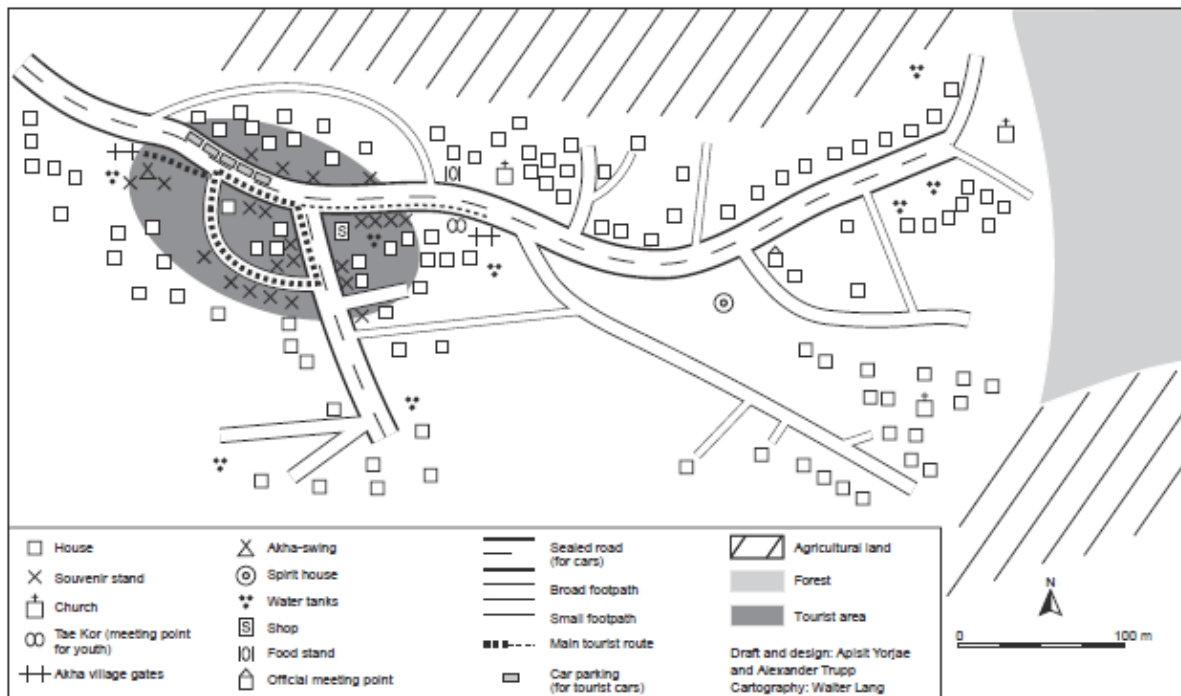 S
House
Souvenir stand
Church
Tae Kor (meeting point
for youth)
Akha village gates
Akha-swing
Spirit house
Water tanks
S
Shop
Food stand
Official meeting point
Sealed road
(for cars)
Broad footpath
Small footpath
Main tourist route
Car parking
(for tourist cars)
Agricultural land
Forest
Tourist area
Draft and design: Apisit Yorjae
and Alexander Trupp
Cartography: Walter Lang
N
0 100 m